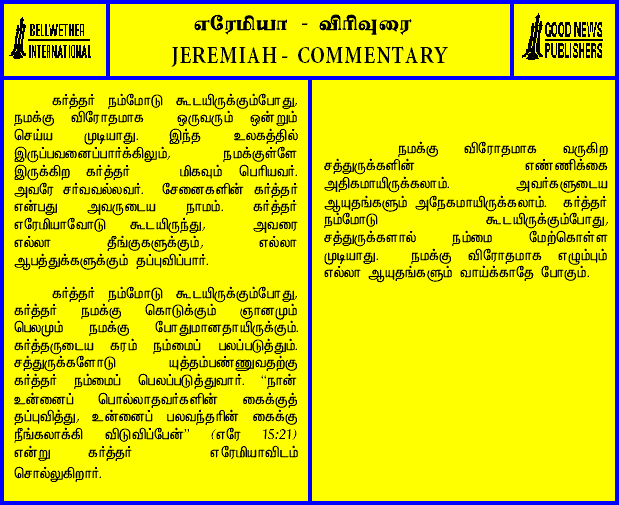 BELLWETHER
INTERNATIONAL
எரேமியா - விரிவுரை
JEREMIAH - COMMENTARY
GOOD NEWS
PUBLISHERS
கர்த்தர் நம்மோடு கூடயிருக்கும்போது,
நமக்கு விரோதமாக ஒருவரும் ஒன்றும்
செய்ய முடியாது. இந்த உலகத்தில்
இருப்பவனைப்பார்க்கிலும், நமக்குள்ளே
இருக்கிற கர்த்தர் மிகவும் பெரியவர்.
அவரே சர்வவல்லவர். சேனைகளின் கர்த்தர்
என்பது அவருடைய நாமம். கர்த்தர்
எரேமியாவோடு கூடயிருந்து, அவரை
எல்லா தீங்குகளுக்கும், எல்லா
ஆபத்துக்களுக்கும் தப்புவிப்பார்.
கர்த்தர் நம்மோடு கூடயிருக்கும்போது,
கர்த்தர் நமக்கு கொடுக்கும் ஞானமும்
பெலமும் நமக்கு போதுமானதாயிருக்கும்.
கர்த்தருடைய கரம் நம்மைப் பலப்படுத்தும்.
சத்துருக்களோடு யுத்தம்பண்ணுவதற்கு
கர்த்தர் நம்மைப் பெலப்படுத்துவார். "நான்
உன்னைப் பொல்லாதவர்களின் கைக்குத்
தப்புவித்து, உன்னைப் பலவந்தரின் கைக்கு
நீங்கலாக்கி விடுவிப்பேன்" (எரே 15:21)
என்று கர்த்தர் எரேமியாவிடம்
சொல்லுகிறார்.
நமக்கு விரோதமாக வருகிற
சத்துருக்களின் எண்ணிக்கை
அதிகமாயிருக்கலாம். அவர்களுடைய
ஆயுதங்களும் அநேகமாயிருக்கலாம். கர்த்தர்
நம்மோடு கூடயிருக்கும்போது,
சத்துருக்களால் நம்மை மேற்கொள்ள
முடியாது. நமக்கு விரோதமாக எழும்பும்
எல்லா ஆயுதங்களும் வாய்க்காதே போகும்.